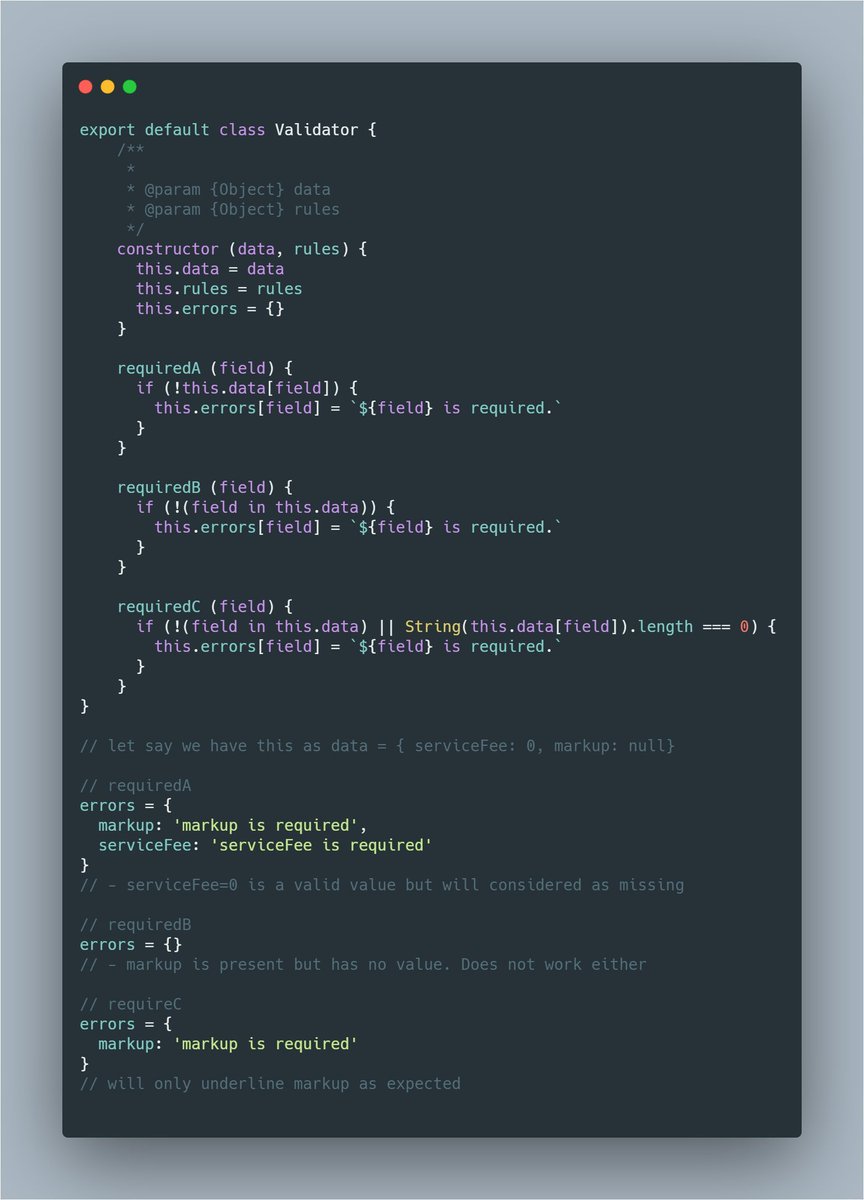 export default class Validator {
    /**
     *
     * @param {Object} data
     * @param {Object} rules
     */
    constructor (data, rules) {
      this.data = data
      this.rules = rules
      this.errors = {}
    }

    requiredA (field) {
      if (!this.data[field]) {
        this.errors[field] = `${field} is required.`
      }
    }

    requiredB (field) {
      if (!(field in this.data)) {
        this.errors[field] = `${field} is required.`
      }
    }

    requiredC (field) {
      if (!(field in this.data) || String(this.data[field]).length === 0) {
        this.errors[field] = `${field} is required.`
      }
    }
}

// let say we have this as data = { serviceFee: 0, markup: null}

// requiredA
errors = {
  markup: 'markup is required',
  serviceFee: 'serviceFee is required'
}
// - serviceFee=0 is a valid value but will considered as missing

// requiredB
errors = {}
// - markup is present but has no value. Does not work either

// requireC
errors = {
  markup: 'markup is required'
}
// will only underline markup as expected